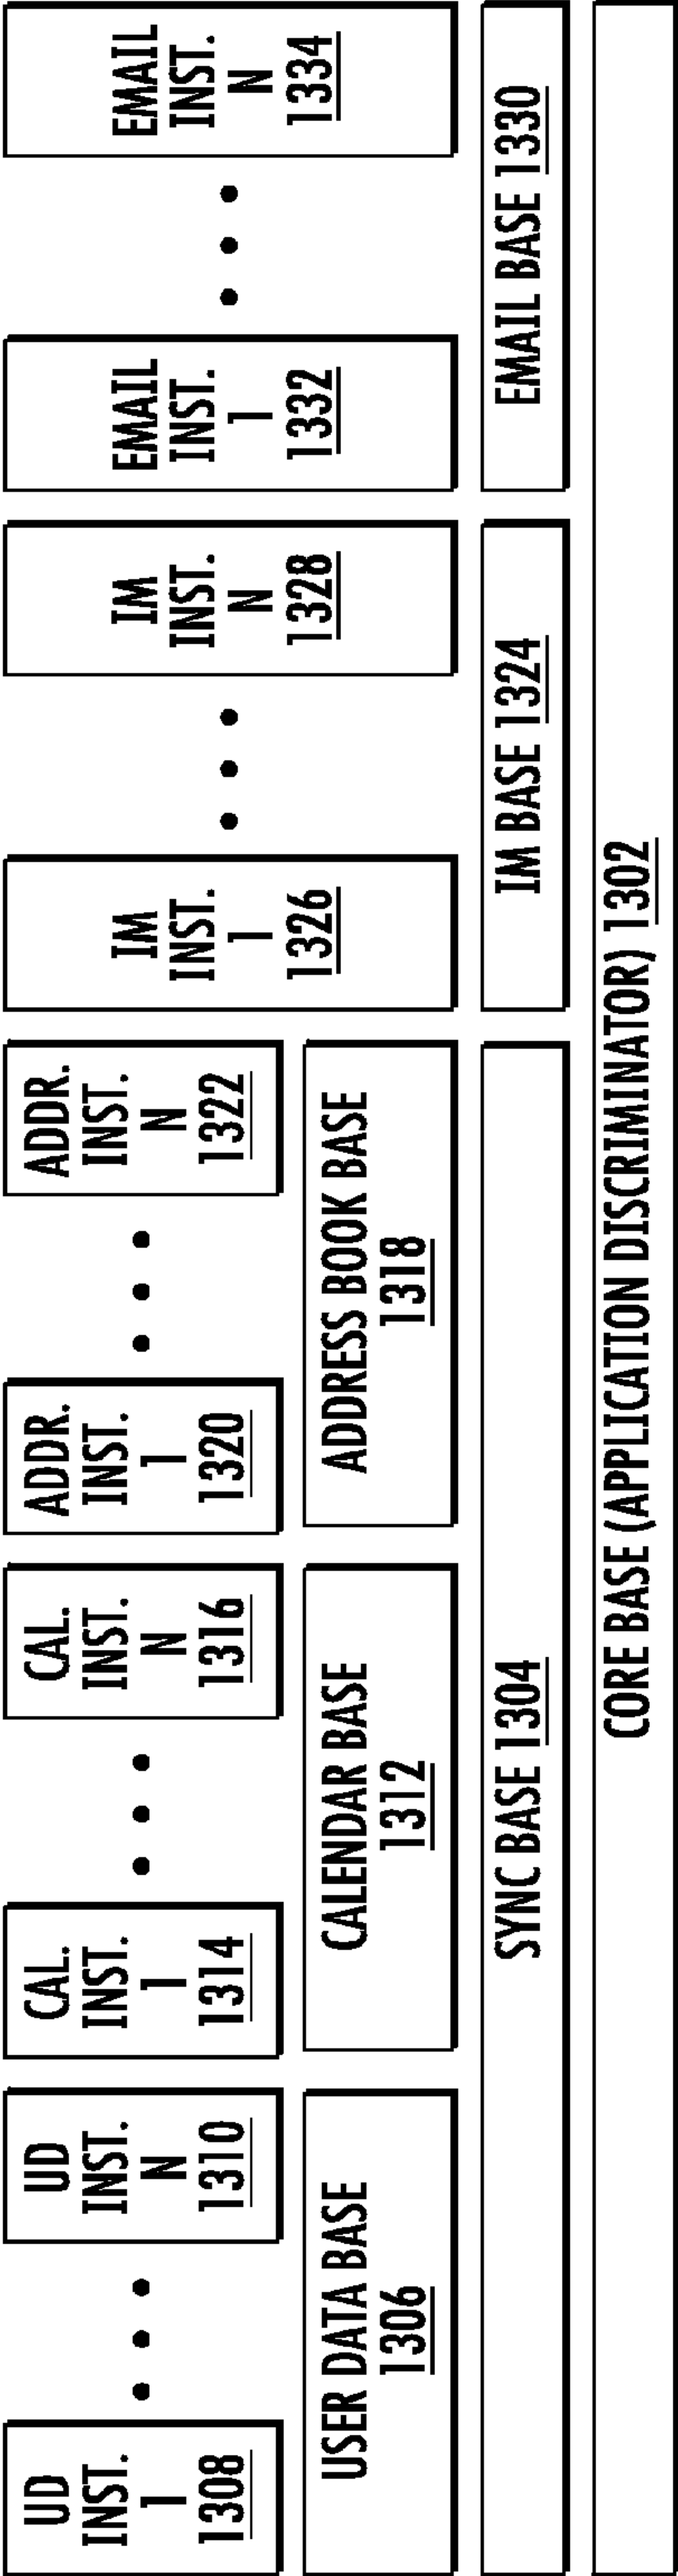 UD
INST.
1
1308
UD
INST.
N
1310
CAL.
INST.
1
1314
CAL.
INST.
N
1316
ADDR.
INST.
1
1320
ADDR.
INST.
N
1322
IM
INST.
1
1326
IM
INST.
N
1328
EMAIL
INST.
1
1332
EMAIL
INST.
N
1334
USER DATA BASE
1306
CALENDAR BASE
1312
ADDRESS BOOK BASE
1318
SYNC BASE 1304
IM BASE 1324
EMAIL BASE 1330
CORE BASE (APPLICATION DISCRIMINATOR) 1302